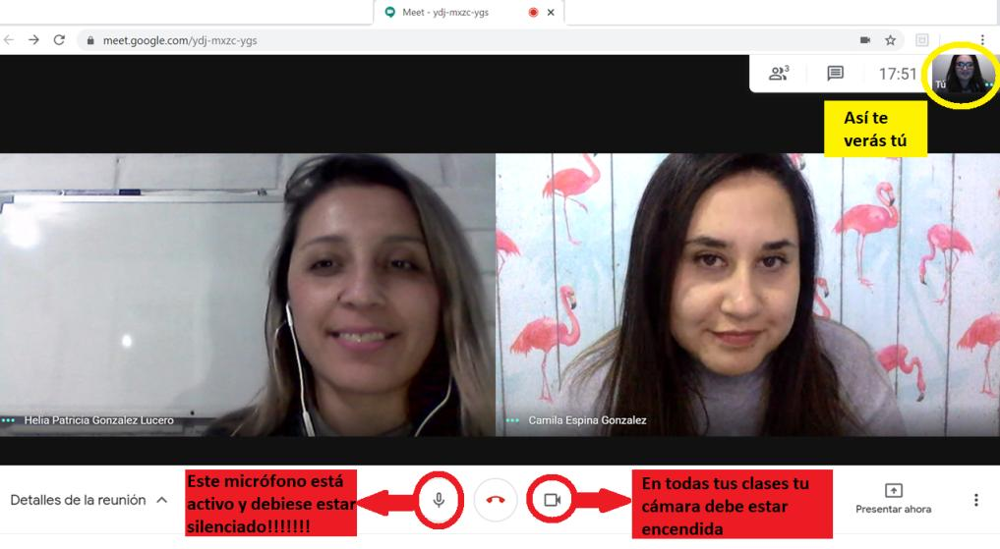 Meet - ydj-mxzc-ygs
meet.google.com/ydj-mxzc-ygs
3
17:51
Tú
Así te
verás tú
Helia Patricia Gonzalez Lucero
Camila Espina Gonzalez
Detalles de la reunión
Este micrófono está
activo y debiese estar
silenciado!!!!!!!
En todas tus clases tu
cámara debe estar
encendida
Presentar ahora